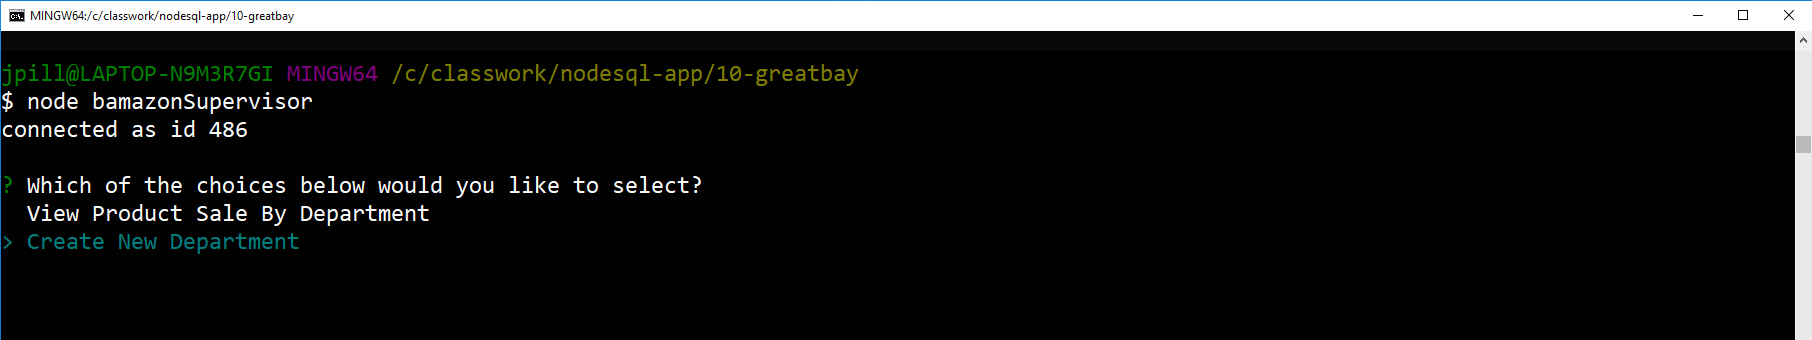 MINGW64:/c/classwork/nodesql-app/10-greatbay
jpill@LAPTOP-N9M3R7GI MINGW64 /c/classwork/nodesql-app/10-greatbay
$ node bamazonSupervisor
connected as id 486
? Which of the choices below would you like to select?
View Product Sale By Department
> Create New Department